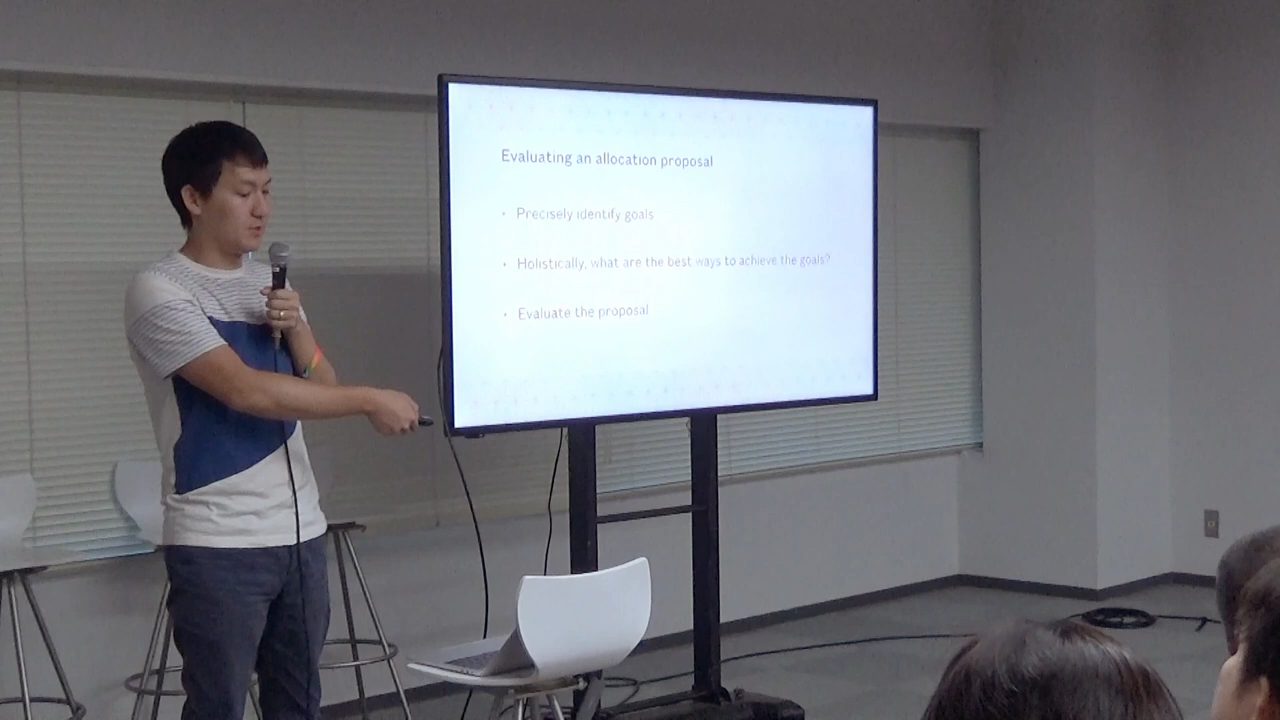 Evaluating an allocation proposal
• Precisely identify goals
• Holistically, what are the best ways to achieve the goals?
• Evaluate the proposal